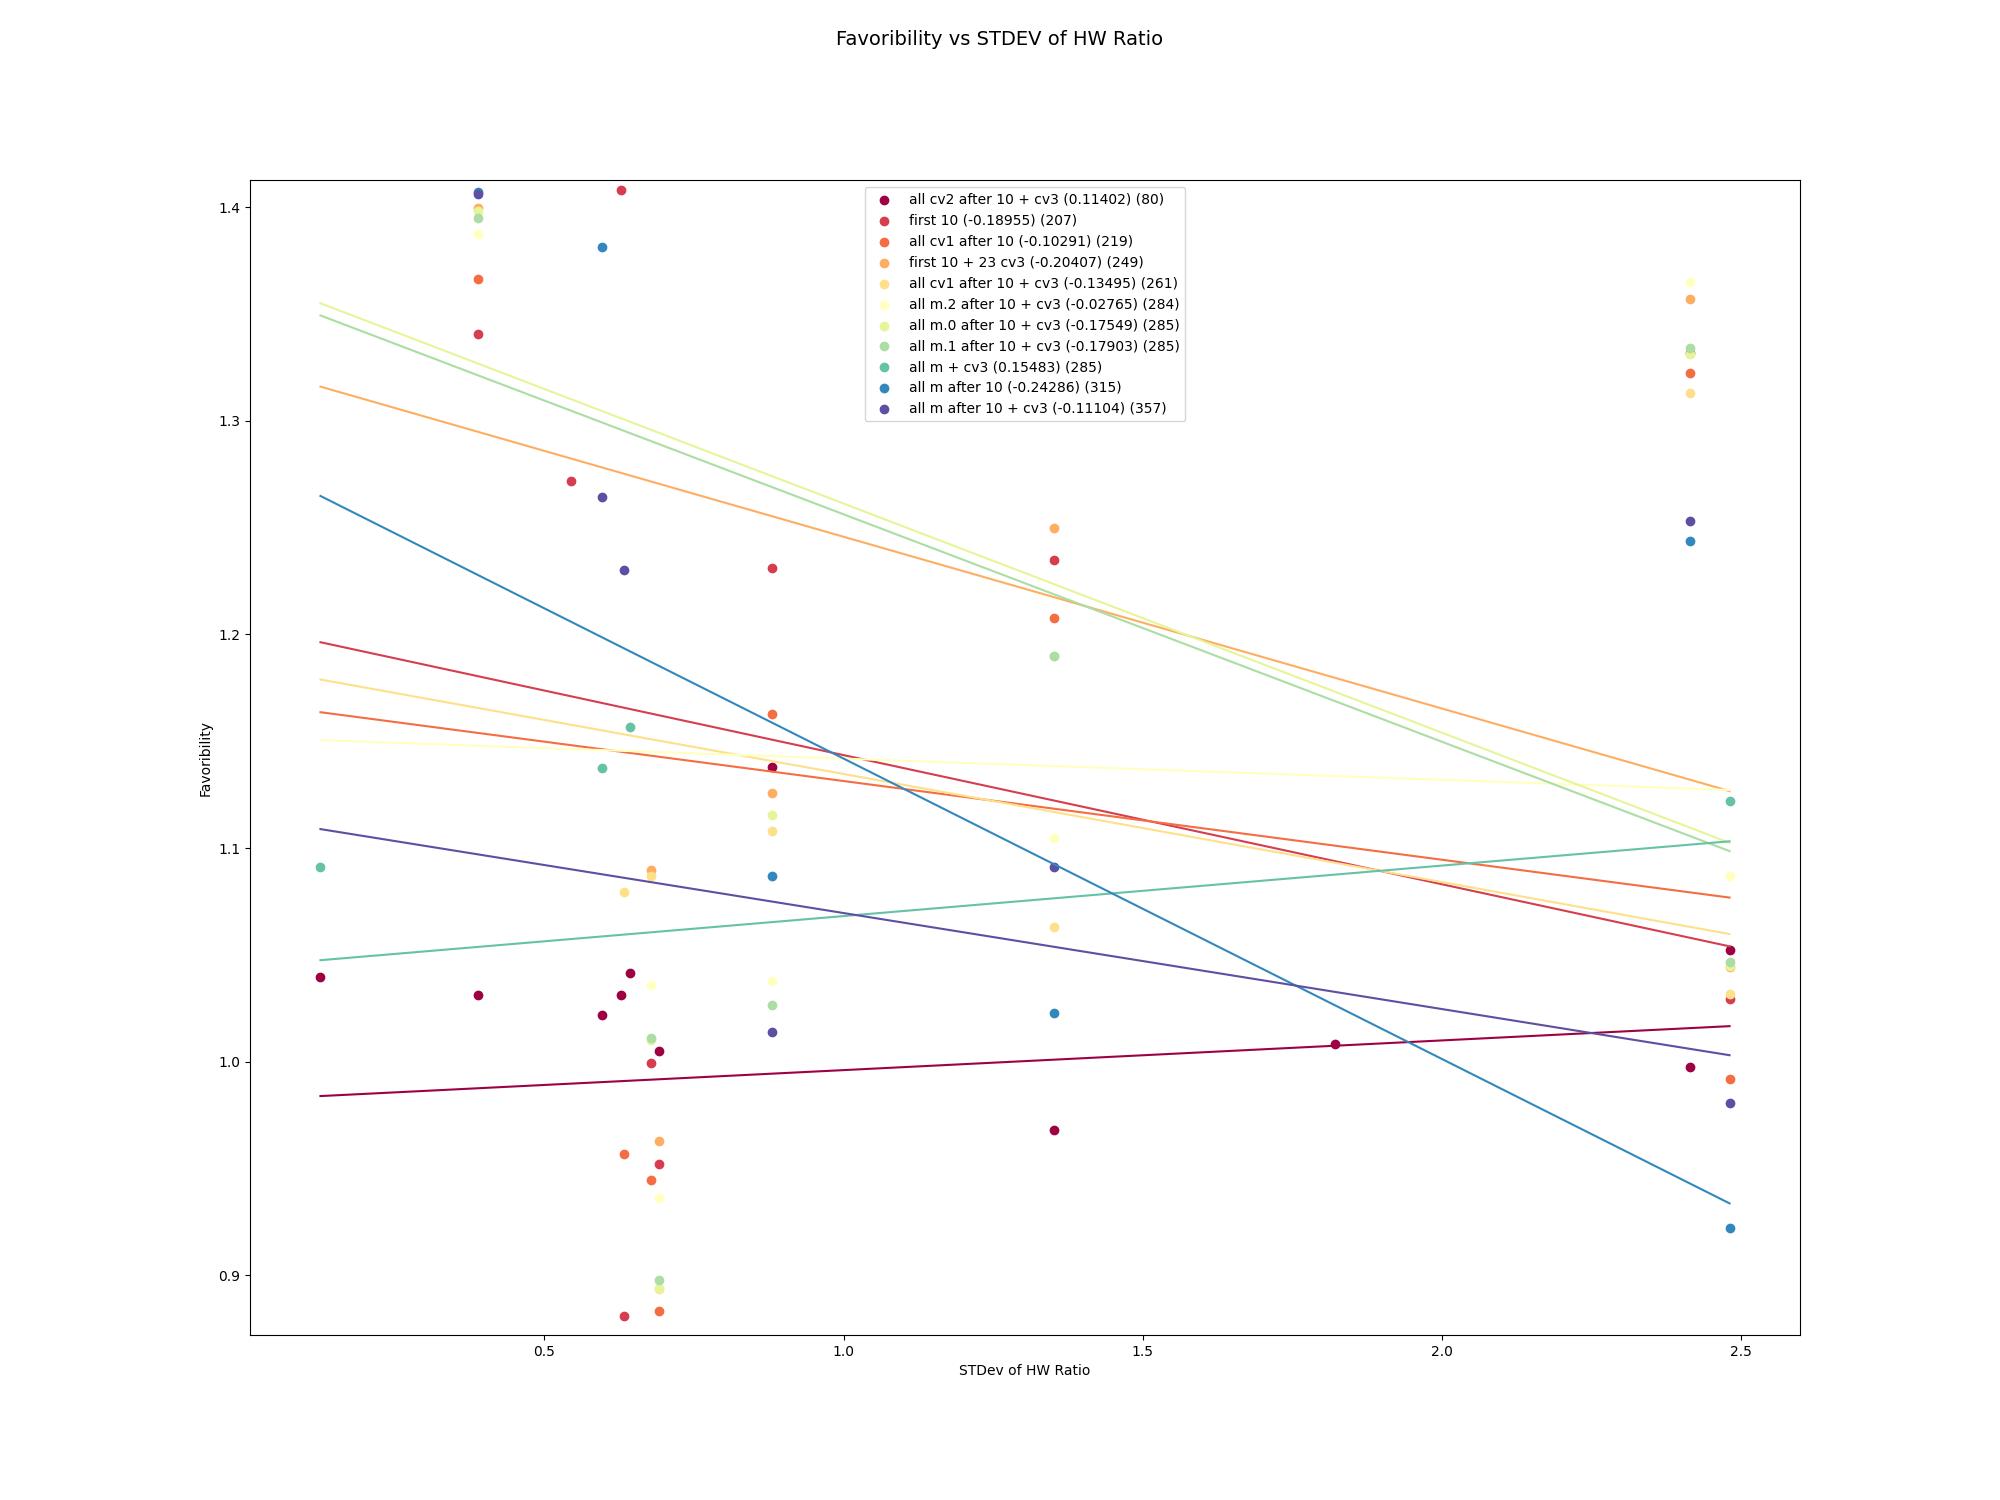 Favoribility vs STDEV of HW Ratio
all cv2 after 10 + cv3 (0.11402) (80)
first 10 (-0.18955) (207)
all cv1 after 10 (-0.10291) (219)
first 10 + 23 cv3 (-0.20407) (249)
all cv1 after 10 + cv3 (-0.13495) (261)
all m.2 after 10 + cv3 (-0.02765) (284)
all m.0 after 10 + cv3 (-0.17549) (285)
all m.1 after 10 + cv3 (-0.17903) (285)
all m + cv3 (0.15483) (285)
all m after 10 (-0.24286) (315)
all m after 10 + cv3 (-0.11104) (357)
1.4
1.3
1.2
1.1
1.0
0.9
Favoribility
0.5 1.0 1.5 2.0 2.5
STDev of HW Ratio